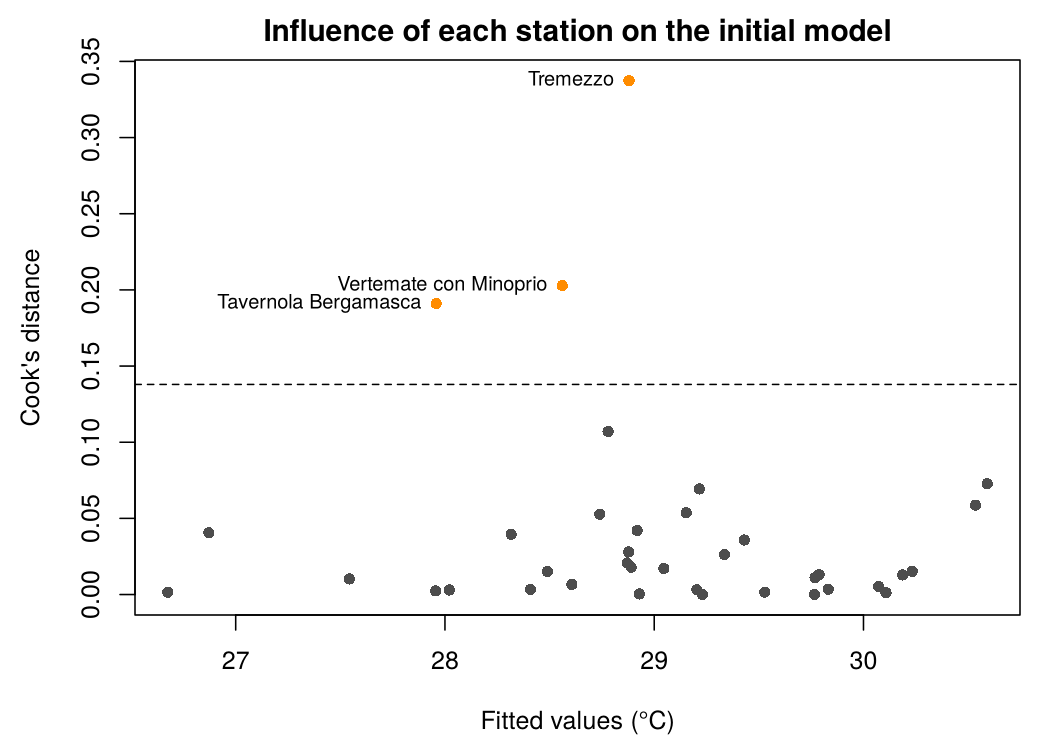 Influence of each station on the initial model
Cook's distance
0.35
0.30
0.25
0.20
0.15
0.10
0.05
0.00
Tremezzo
Vertemate con Minoprio
Tavernola Bergamasca
27 28 29 30
Fitted values (°C)